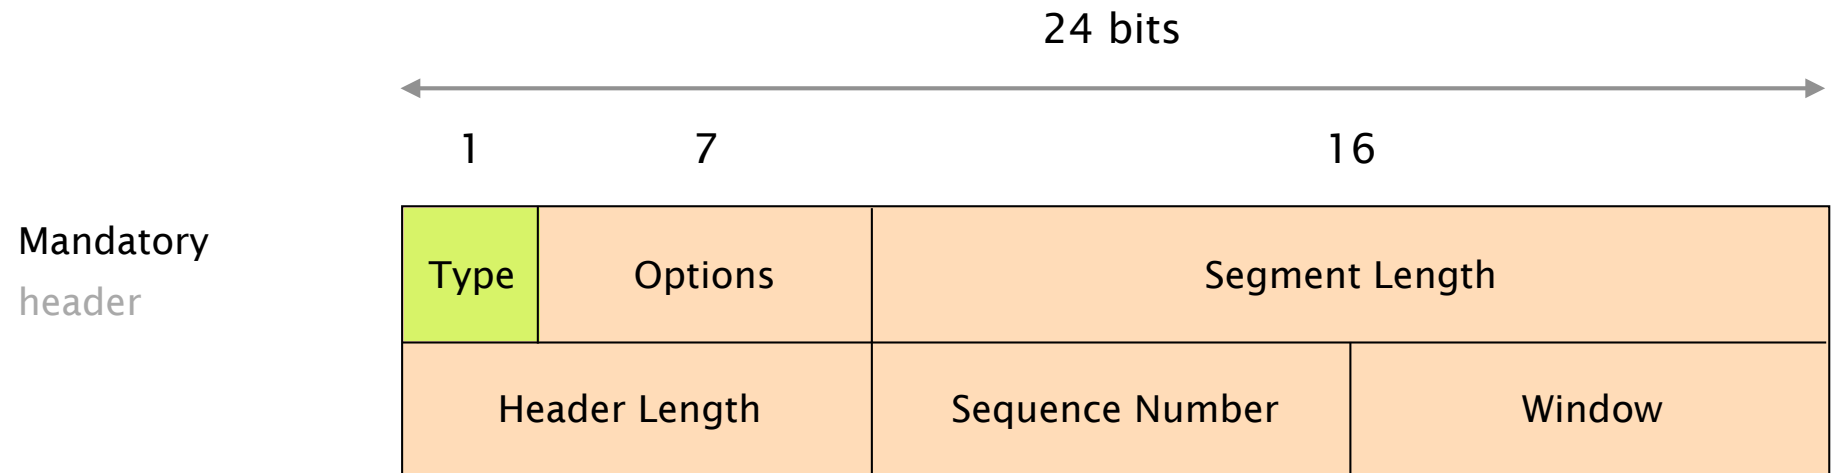 24 bits
1 7 16
Mandatory
header
Type Options Segment Length
Header Length Sequence Number Window